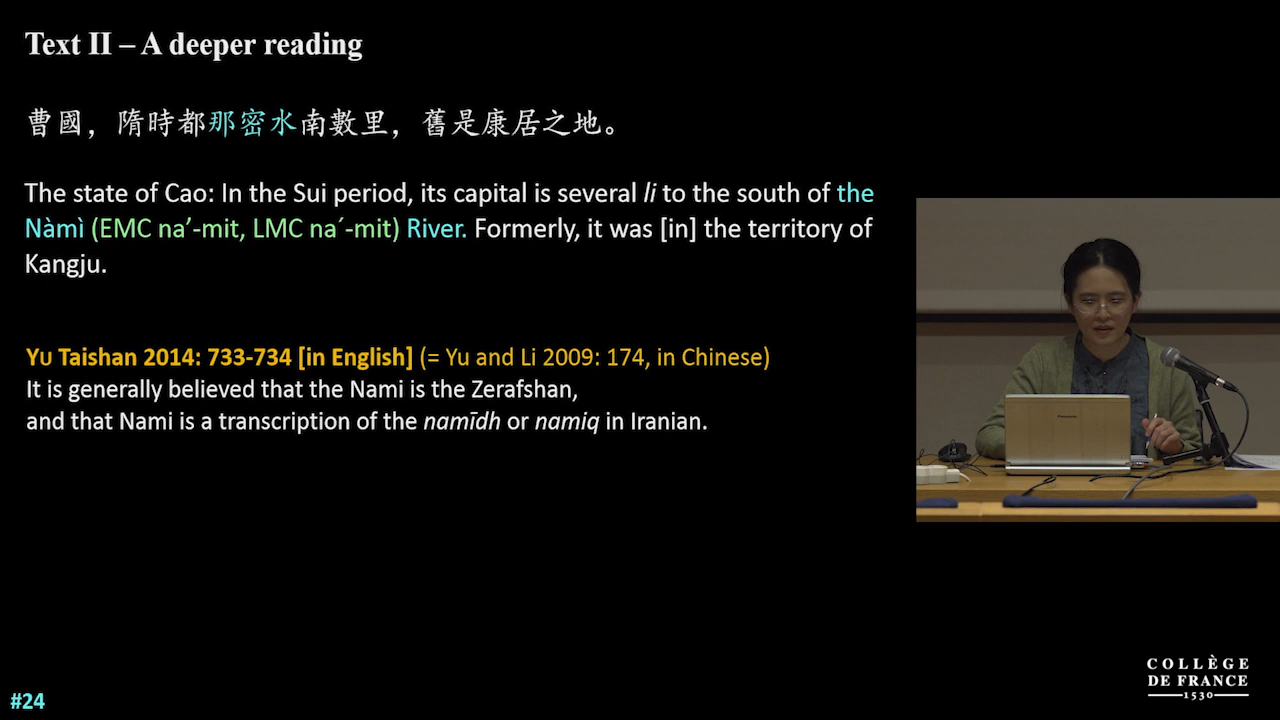 Text II – A deeper reading
曹國，隋時都那密水南數里，舊是康居之地。
The state of Cao: In the Sui period, its capital is several li to the south of the
Nàmì (EMC na’-mit, LMC na´-mit) River. Formerly, it was [in] the territory of
Kangju.
Yu Taishan 2014: 733-734 [in English] (= Yu and Li 2009: 174, in Chinese)
It is generally believed that the Nami is the Zerafshan,
and that Nami is a transcription of the namīdh or namiq in Iranian.
#24
COLLÈGE
DE FRANCE
1530